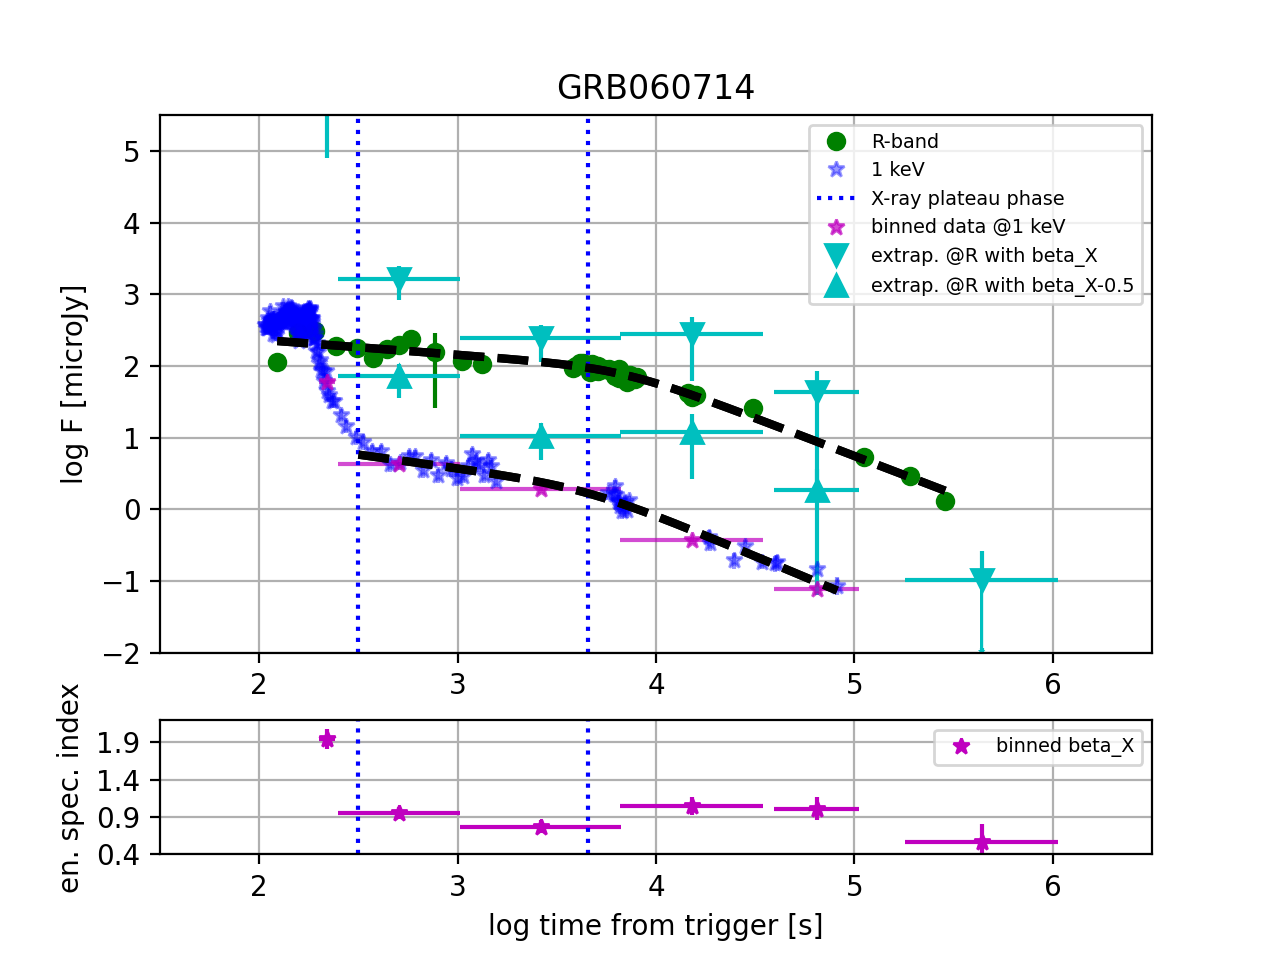 GRB060714
log F [microJy]
5
4
3
2
1
0
−1
−2
R-band
1 keV
X-ray plateau phase
binned data @1 keV
extrap. @R with beta_X
extrap. @R with beta_X-0.5
2 3 4 5 6
en. spec. index
1.9
1.4
0.9
0.4
binned beta_X
2 3 4 5 6
log time from trigger [s]